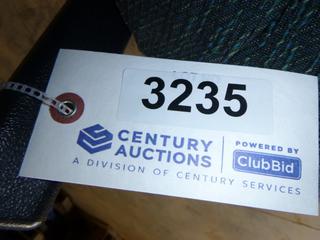 3235
CENTURY AUCTIONS
A DIVISION OF CENTURY SERVICES
POWERED BY
ClubBid